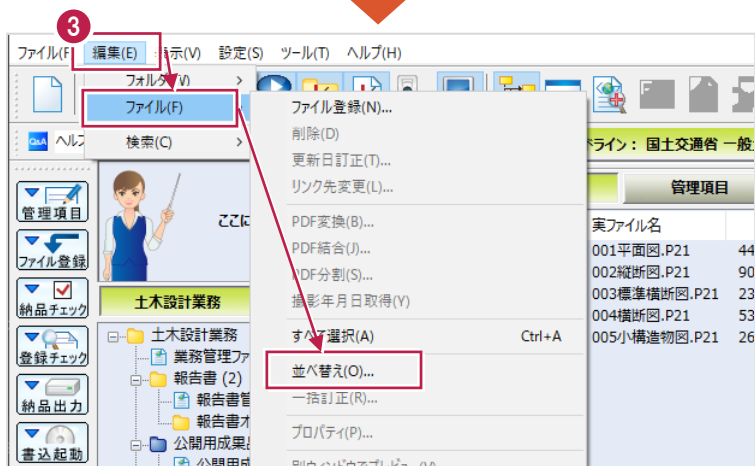 3
編集(E) 表示(V) 設定(S) ツール(T) ヘルプ(H)
ファイル(F)
検索(C)
ファイル登録(N)...
削除(D)
更新日訂正(T)...
リンク先変更(L)...
PDF変換(B)...
PDF結合(J)...
PDF分割(S)...
撮影年月日取得(Y)
すべて選択(A) Ctrl+A
並べ替え(O)...
一括訂正(R)...
プロパティ(P)...
Q&A
管理項目
ファイル登録
納品チェック
登録チェック
納品出力
書込起動
ここに
土木設計業務
土木設計業務
業務管理ファ
報告書 (2)
報告書管
報告書オ
公開用成果
ライン : 国土交通省 一般
管理項目
実ファイル名
001平面図.P21 44
002縦断図.P21 90
003標準横断図.P21 23
004横断図.P21 53
005小構造物図.P21 26